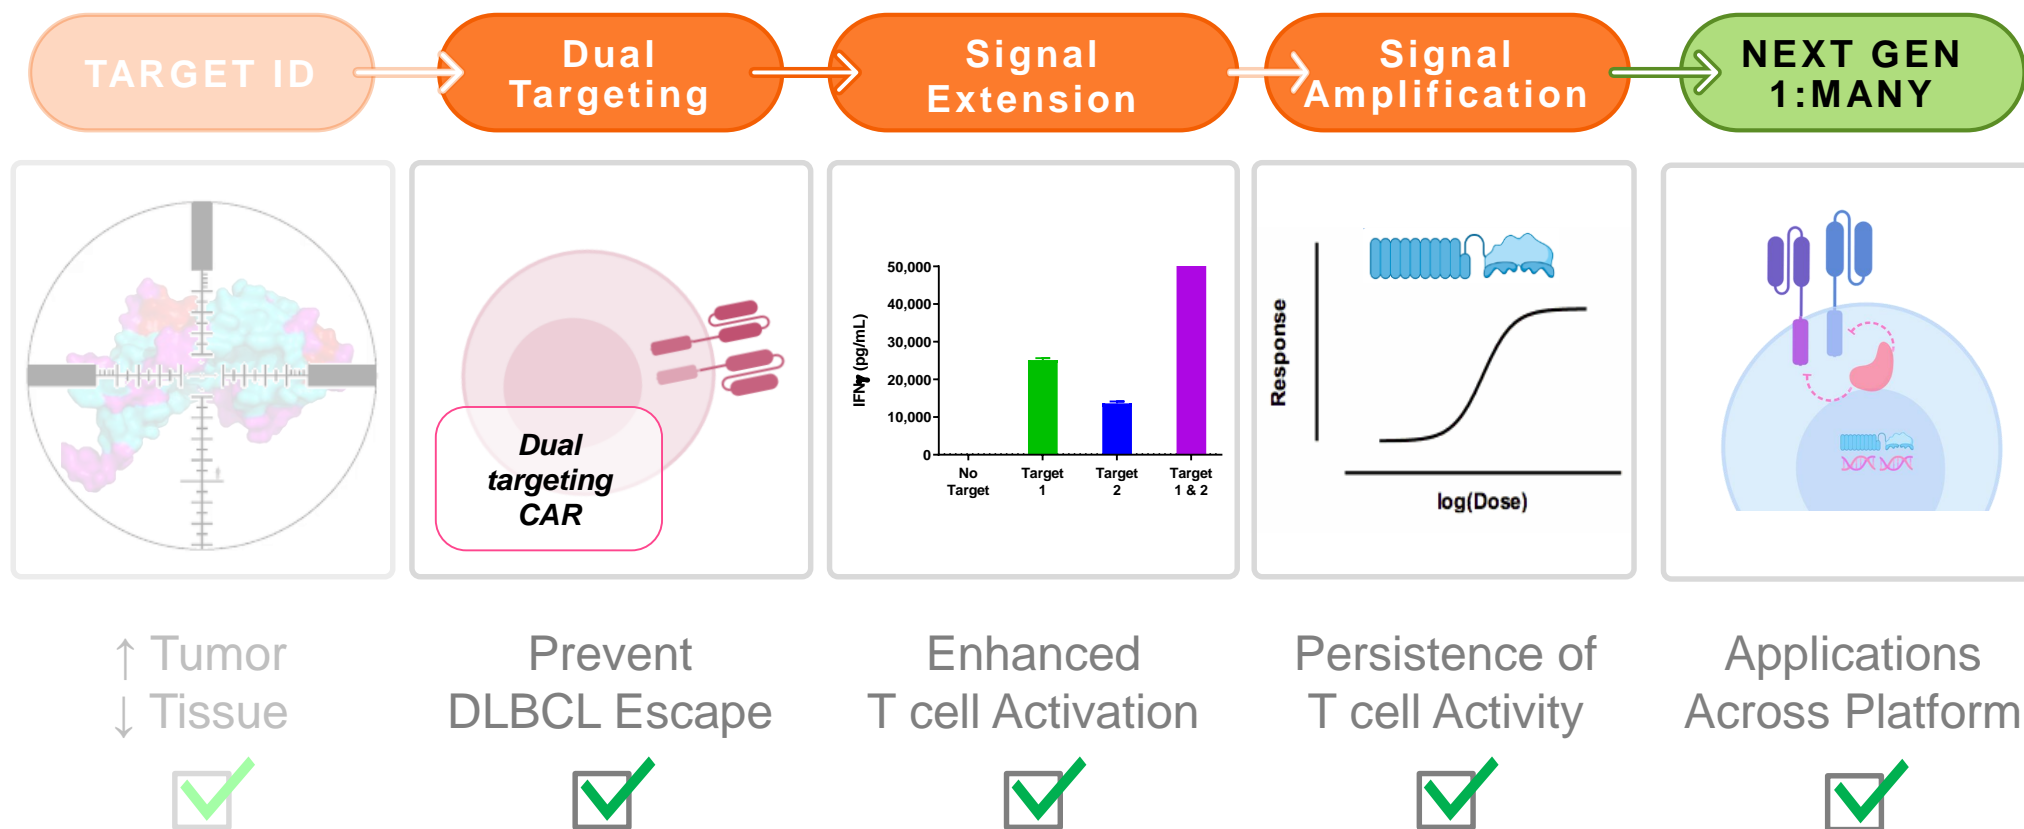 TARGET ID
Dual
Targeting
Signal
Extension
Signal
Amplification
NEXT GEN
1:MANY
Dual
targeting
CAR
IFNγ (pg/mL)
50,000
40,000
30,000
20,000
10,000
0
No
Target
Target
1
Target
2
Target
1 & 2
Response
log(Dose)
↑ Tumor
↓ Tissue
Prevent
DLBCL Escape
Enhanced
T cell Activation
Persistence of
T cell Activity
Applications
Across Platform